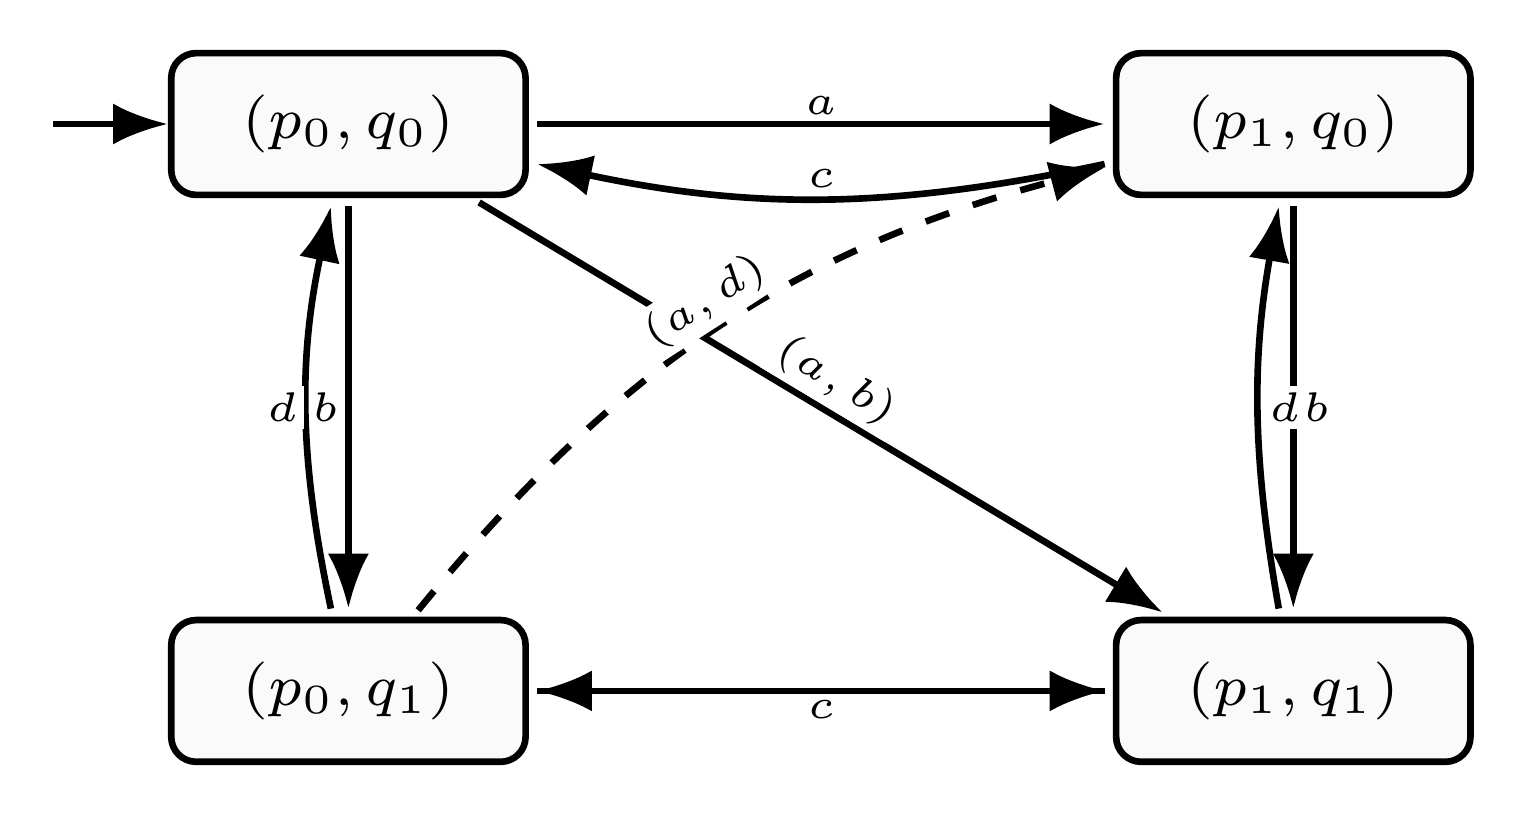 (p₀, q₀)
a
(p₁, q₀)
c
(a, d)
(a, b)
d b
d b
(p₀, q₁)
c
(p₁, q₁)